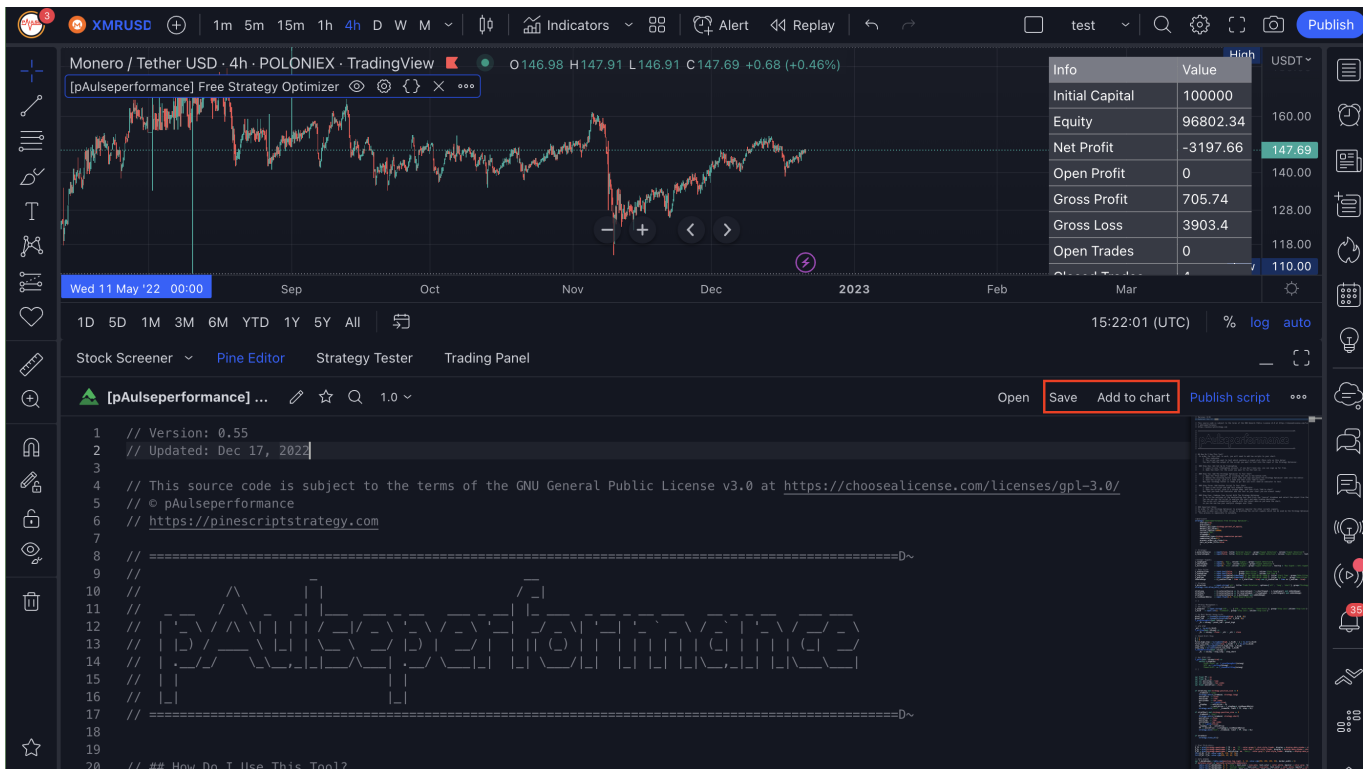 3
XMRUSD 1m 5m 15m 1h 4h D W M Indicators Alert Replay test Publish
Monero / Tether USD · 4h · POLONIEX · TradingView O146.98 H147.91 L146.91 C147.69 +0.68 (+0.46%)
[pAulseperformance] Free Strategy Optimizer
High USDT
Info Value
Initial Capital 100000
Equity 96802.34
Net Profit -3197.66
Open Profit 0
Gross Profit 705.74
Gross Loss 3903.4
Open Trades 0
160.00
147.69
140.00
128.00
118.00
110.00
Wed 11 May '22 00:00 Sep Oct Nov Dec 2023 Feb Mar
1D 5D 1M 3M 6M YTD 1Y 5Y All 15:22:01 (UTC) % log auto
Stock Screener Pine Editor Strategy Tester Trading Panel
[pAulseperformance] ... 1.0 Open Save Add to chart Publish script
1 // Version: 0.55
2 // Updated: Dec 17, 2022
3
4 // This source code is subject to the terms of the GNU General Public License v3.0 at https://choosealicense.com/licenses/gpl-3.0/
5 // © pAulseperformance
6 // https://pinescriptstrategy.com
7
8 // ===================================================================================================D~
9 //
10 //
11 //
12 // pAulseperformance
13 //
14 //
15 //
16 //
17 // ===================================================================================================D~
18
19
20 // ## How Do I Use This Tool?
35